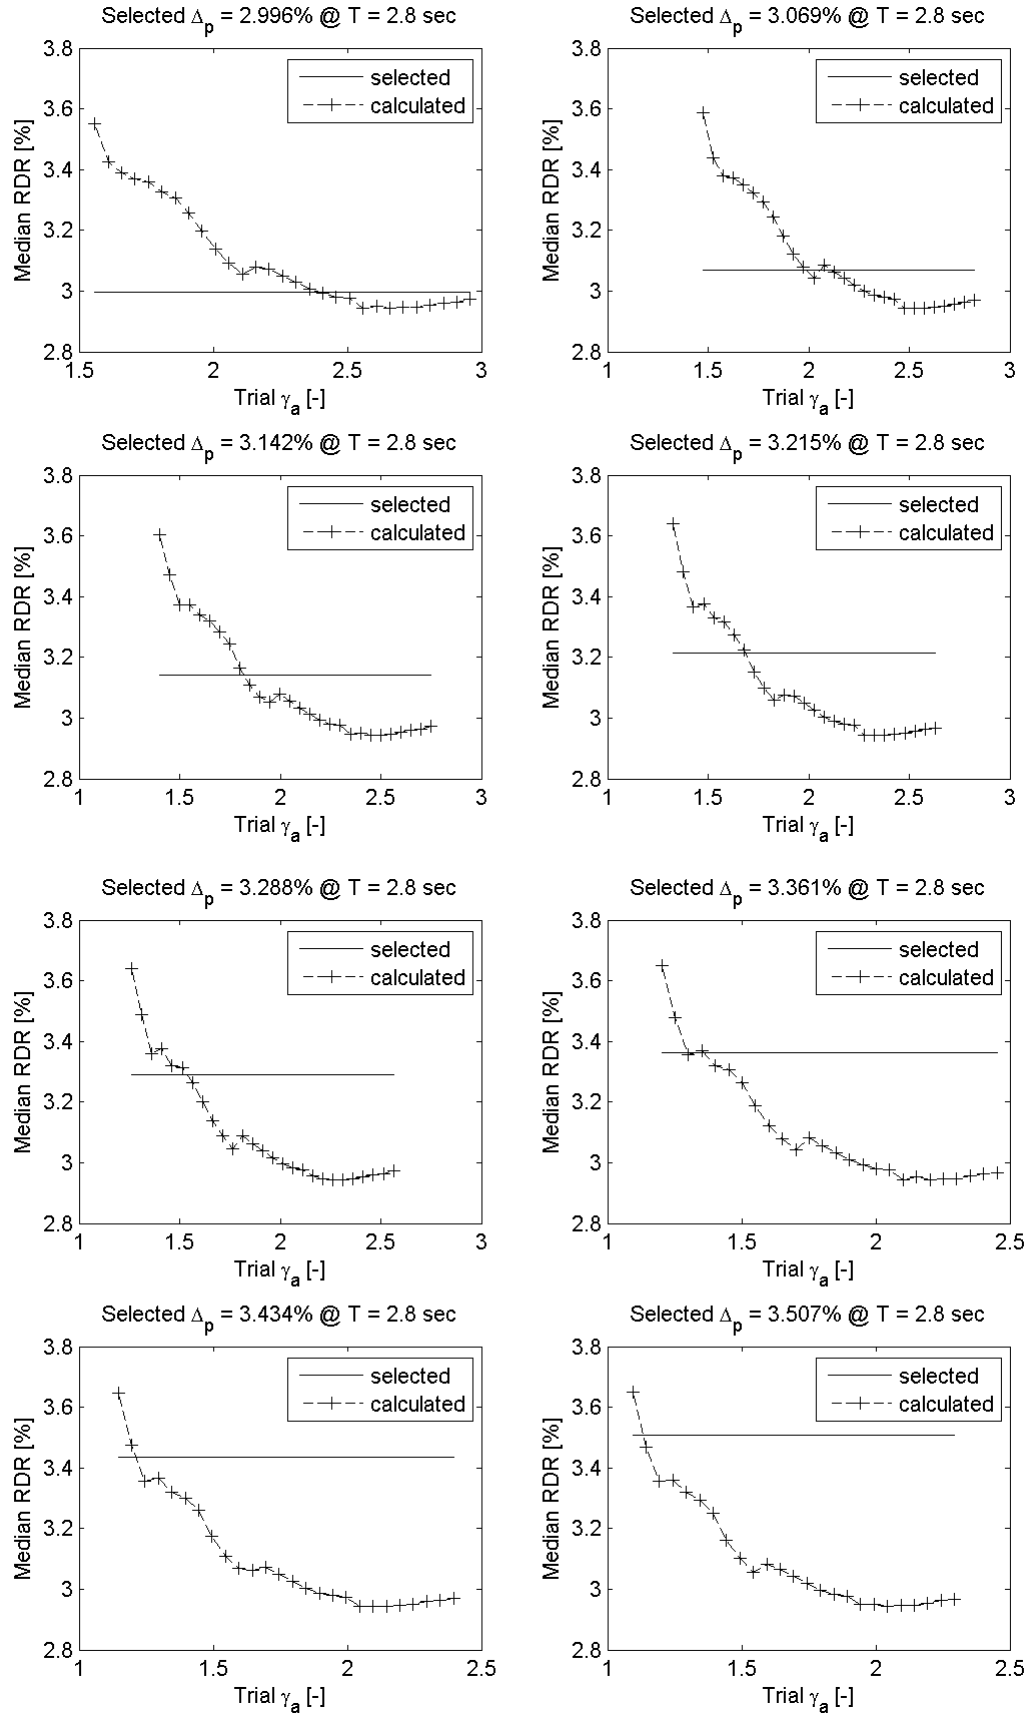 Selected Δp = 2.996% @ T = 2.8 sec
3.8
3.6
3.4
3.2
3
2.8
Median RDR [%]
selected
calculated
1.5
2
2.5
3
Trial γa [-]
Selected Δp = 3.069% @ T = 2.8 sec
3.8
3.6
3.4
3.2
3
2.8
Median RDR [%]
selected
calculated
1
1.5
2
2.5
3
Trial γa [-]
Selected Δp = 3.142% @ T = 2.8 sec
3.8
3.6
3.4
3.2
3
2.8
Median RDR [%]
selected
calculated
1
1.5
2
2.5
3
Trial γa [-]
Selected Δp = 3.215% @ T = 2.8 sec
3.8
3.6
3.4
3.2
3
2.8
Median RDR [%]
selected
calculated
1
1.5
2
2.5
3
Trial γa [-]
Selected Δp = 3.288% @ T = 2.8 sec
3.8
3.6
3.4
3.2
3
2.8
Median RDR [%]
selected
calculated
1
1.5
2
2.5
3
Trial γa [-]
Selected Δp = 3.361% @ T = 2.8 sec
3.8
3.6
3.4
3.2
3
2.8
Median RDR [%]
selected
calculated
1
1.5
2
2.5
Trial γa [-]
Selected Δp = 3.434% @ T = 2.8 sec
3.8
3.6
3.4
3.2
3
2.8
Median RDR [%]
selected
calculated
1
1.5
2
2.5
Trial γa [-]
Selected Δp = 3.507% @ T = 2.8 sec
3.8
3.6
3.4
3.2
3
2.8
Median RDR [%]
selected
calculated
1
1.5
2
2.5
Trial γa [-]